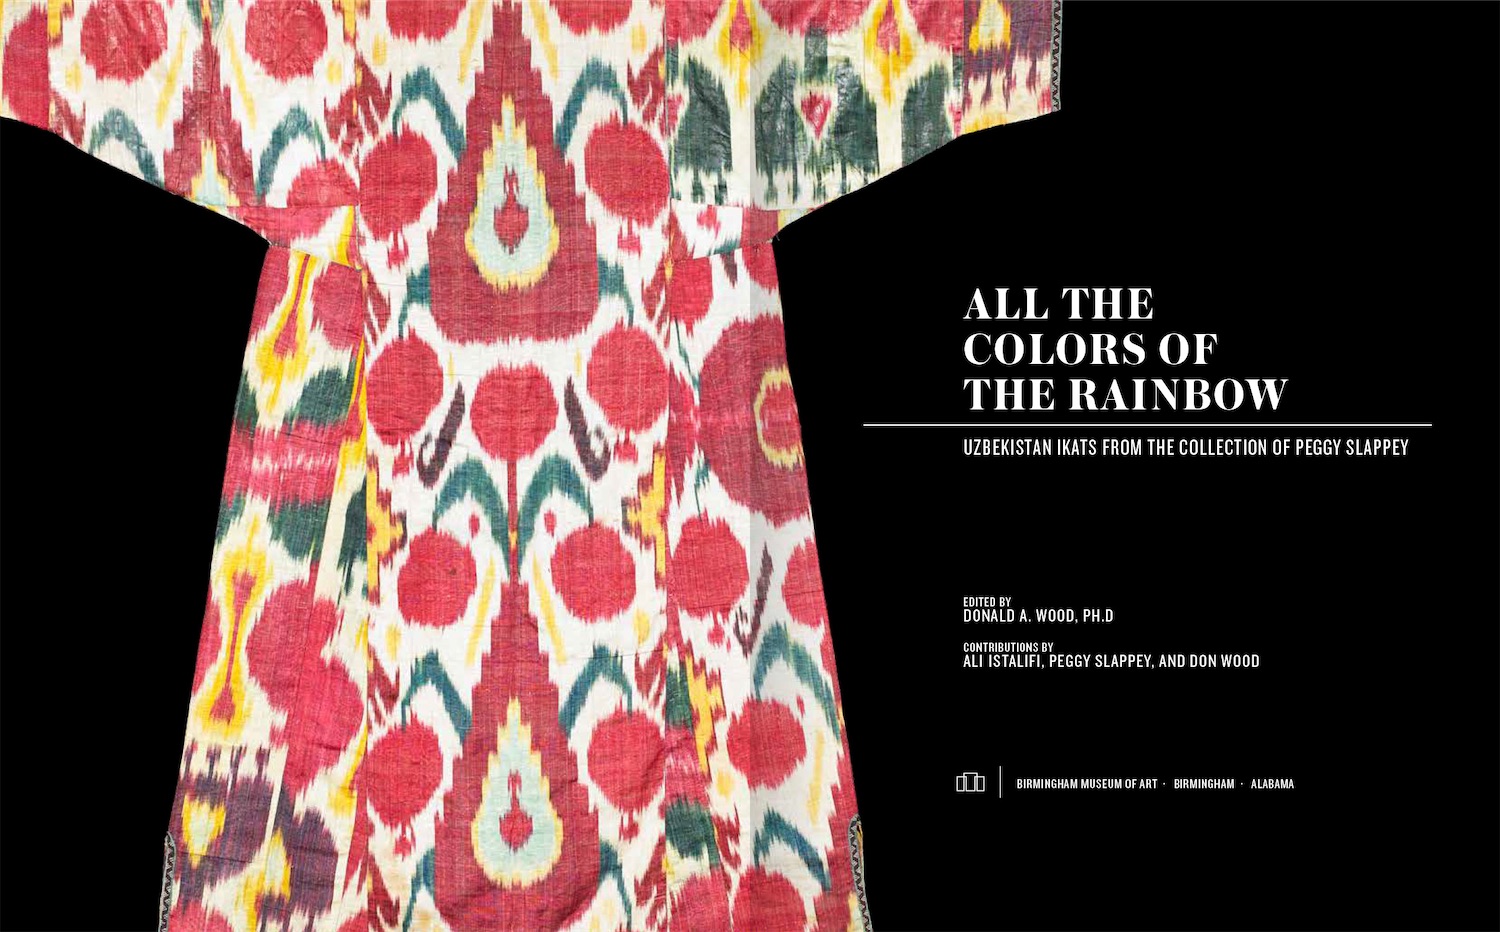 ALL THE
COLORS OF
THE RAINBOW
UZBEKISTAN IKATS FROM THE COLLECTION OF PEGGY SLAPPEY
EDITED BY
DONALD A. WOOD, PH.D
CONTRIBUTIONS BY
ALI ISTALIFI, PEGGY SLAPPEY, AND DON WOOD
BIRMINGHAM MUSEUM OF ART · BIRMINGHAM · ALABAMA